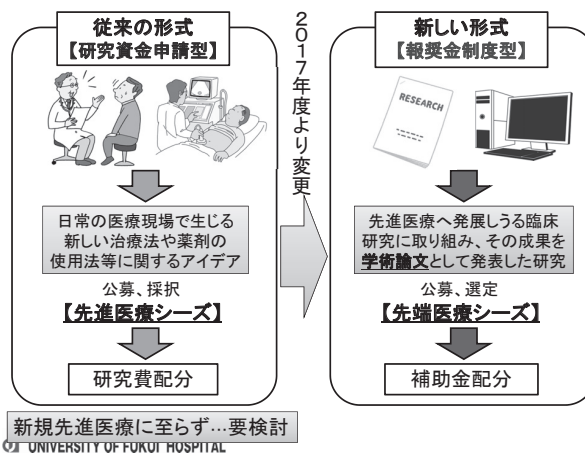 従来の形式
【研究資金申請型】
日常の医療現場で生じる
新しい治療法や薬剤の
使用法等に関するアイデア
公募、採択
【先進医療シーズ】
研究費配分
新規先進医療に至らず…要検討
2017年度より変更
新しい形式
【報奨金制度型】
RESEARCH
先進医療へ発展しうる臨床
研究に取り組み、その成果を
学術論文として発表した研究
公募、選定
【先端医療シーズ】
補助金配分
UNIVERSITY OF FUKUI HOSPITAL